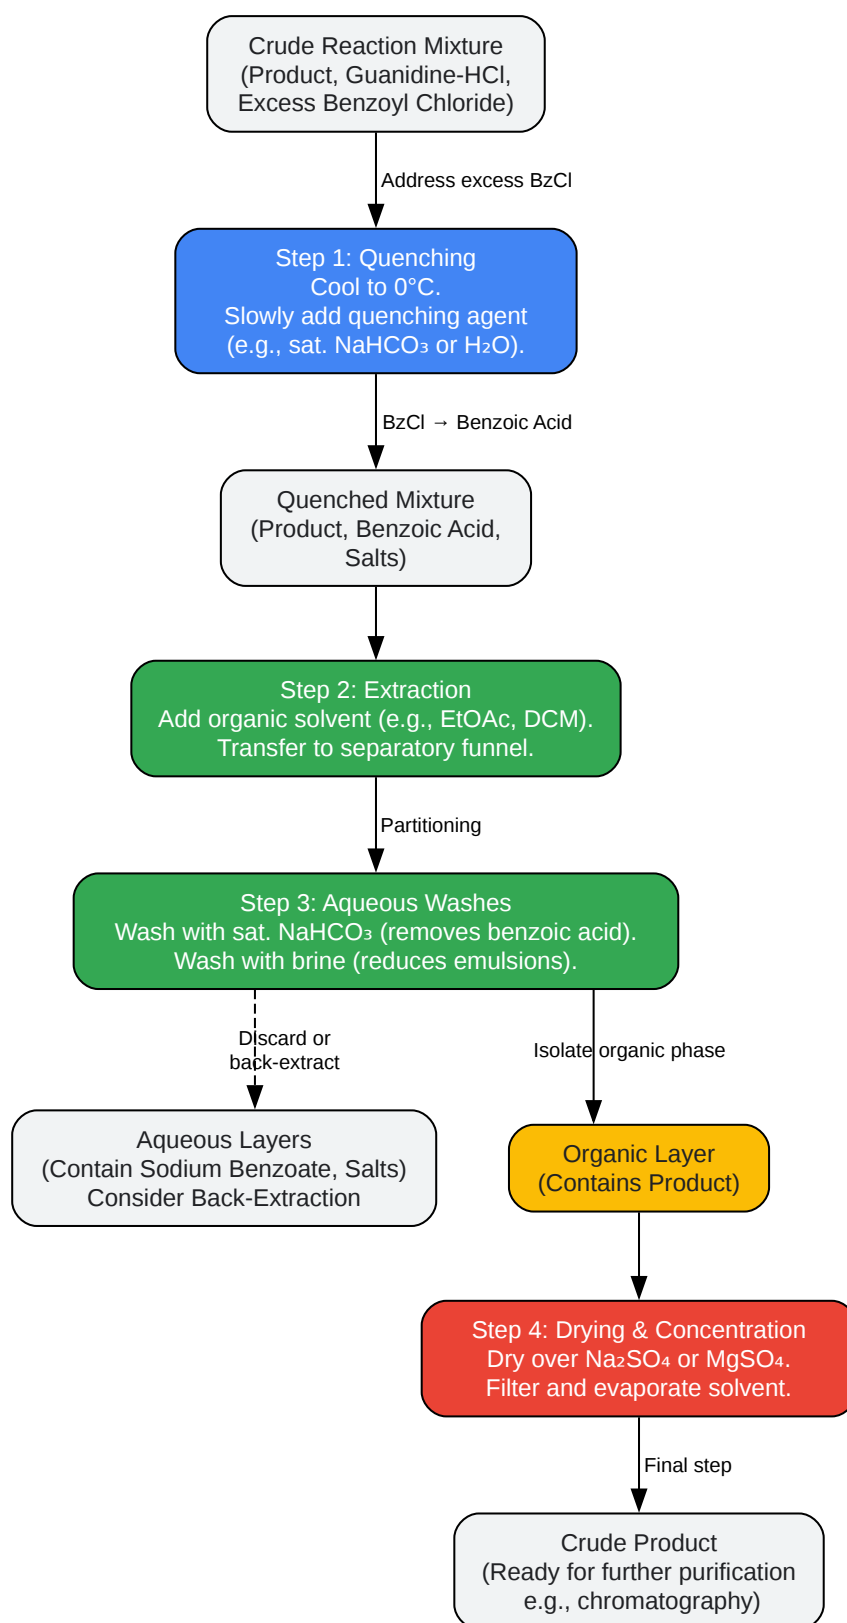 Crude Reaction Mixture
(Product, Guanidine-HCl,
Excess Benzoyl Chloride)
Address excess BzCl
Step 1: Quenching
Cool to 0°C.
Slowly add quenching agent
(e.g., sat. NaHCO₃ or H₂O).
BzCl → Benzoic Acid
Quenched Mixture
(Product, Benzoic Acid,
Salts)
Step 2: Extraction
Add organic solvent (e.g., EtOAc, DCM).
Transfer to separatory funnel.
Partitioning
Step 3: Aqueous Washes
Wash with sat. NaHCO₃ (removes benzoic acid).
Wash with brine (reduces emulsions).
Discard or
back-extract
Isolate organic phase
Aqueous Layers
(Contain Sodium Benzoate, Salts)
Consider Back-Extraction
Organic Layer
(Contains Product)
Step 4: Drying & Concentration
Dry over Na₂SO₄ or MgSO₄.
Filter and evaporate solvent.
Final step
Crude Product
(Ready for further purification
e.g., chromatography)